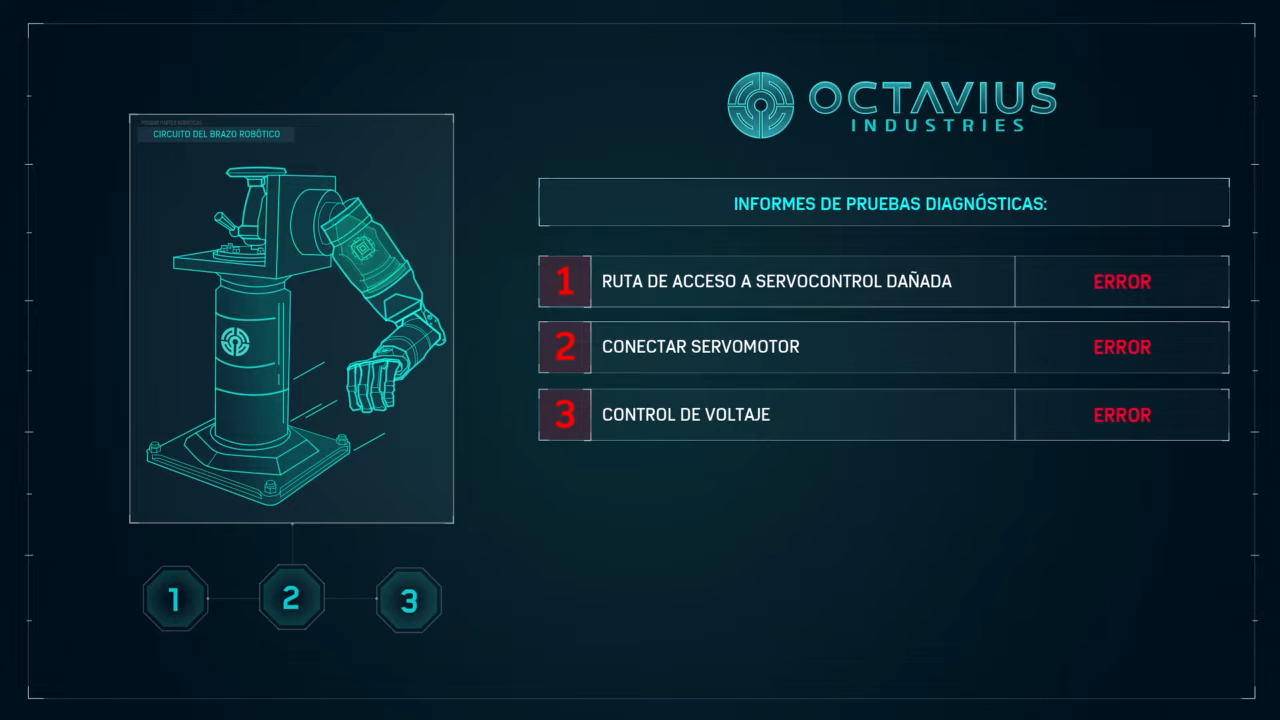 OCTAVIUS
INDUSTRIES
CIRCUITO DEL BRAZO ROBÓTICO
INFORMES DE PRUEBAS DIAGNÓSTICAS:
1 RUTA DE ACCESO A SERVOCONTROL DAÑADA ERROR
2 CONECTAR SERVOMOTOR ERROR
3 CONTROL DE VOLTAJE ERROR
1 2 3